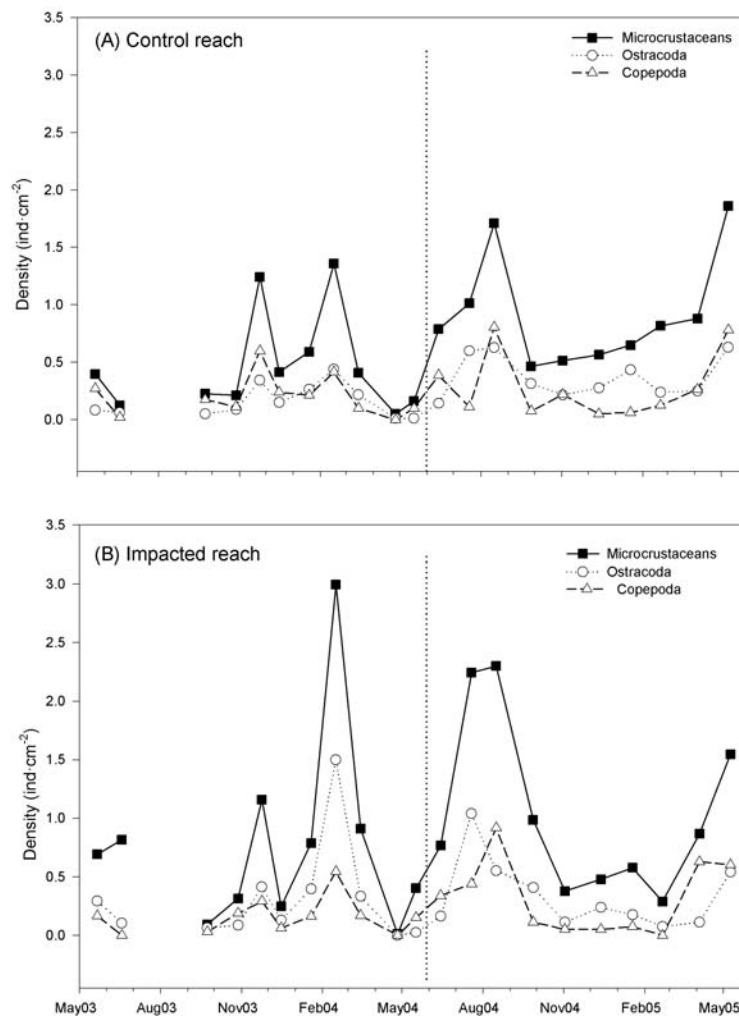 (A) Control reach
Microcrustaceans
Ostracoda
Copepoda
Density (ind·cm-2)
3.5
3.0
2.5
2.0
1.5
1.0
0.5
0.0
(B) Impacted reach
Microcrustaceans
Ostracoda
Copepoda
Density (ind·cm-2)
3.5
3.0
2.5
2.0
1.5
1.0
0.5
0.0
May03 Aug03 Nov03 Feb04 May04 Aug04 Nov04 Feb05 May05